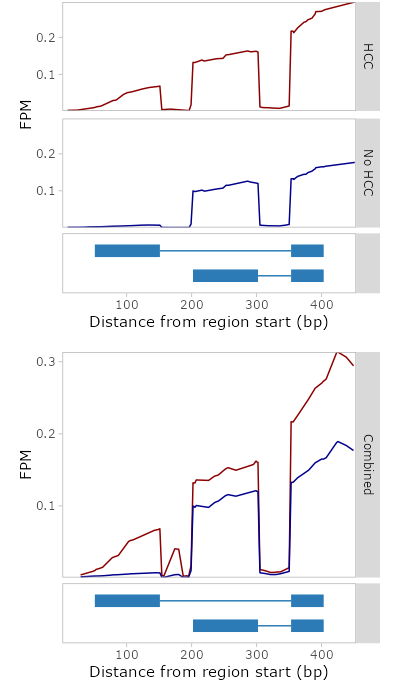 0.2
HCC
0.1
FPM
0.2
No HCC
0.1
100 200 300 400
Distance from region start (bp)
0.3
0.2
Combined
FPM
0.1
100 200 300 400
Distance from region start (bp)